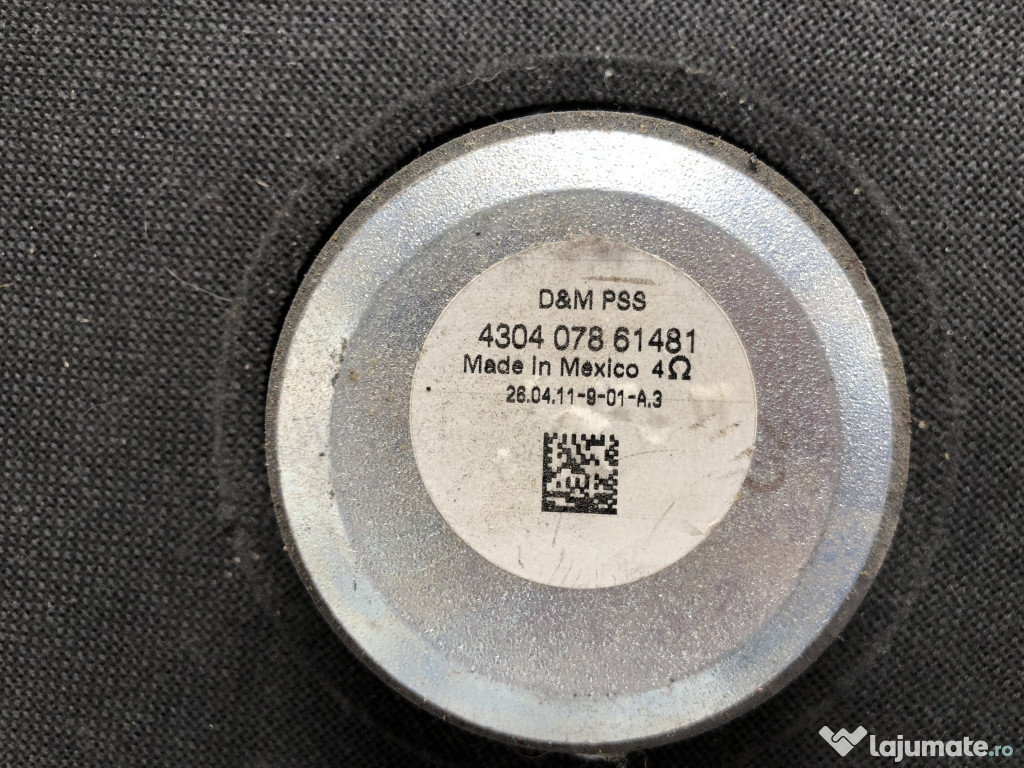 D&M PSS
4304 078 61481
Made in Mexico 4Ω
26.04.11-9-01-A.3
lajumate.ro